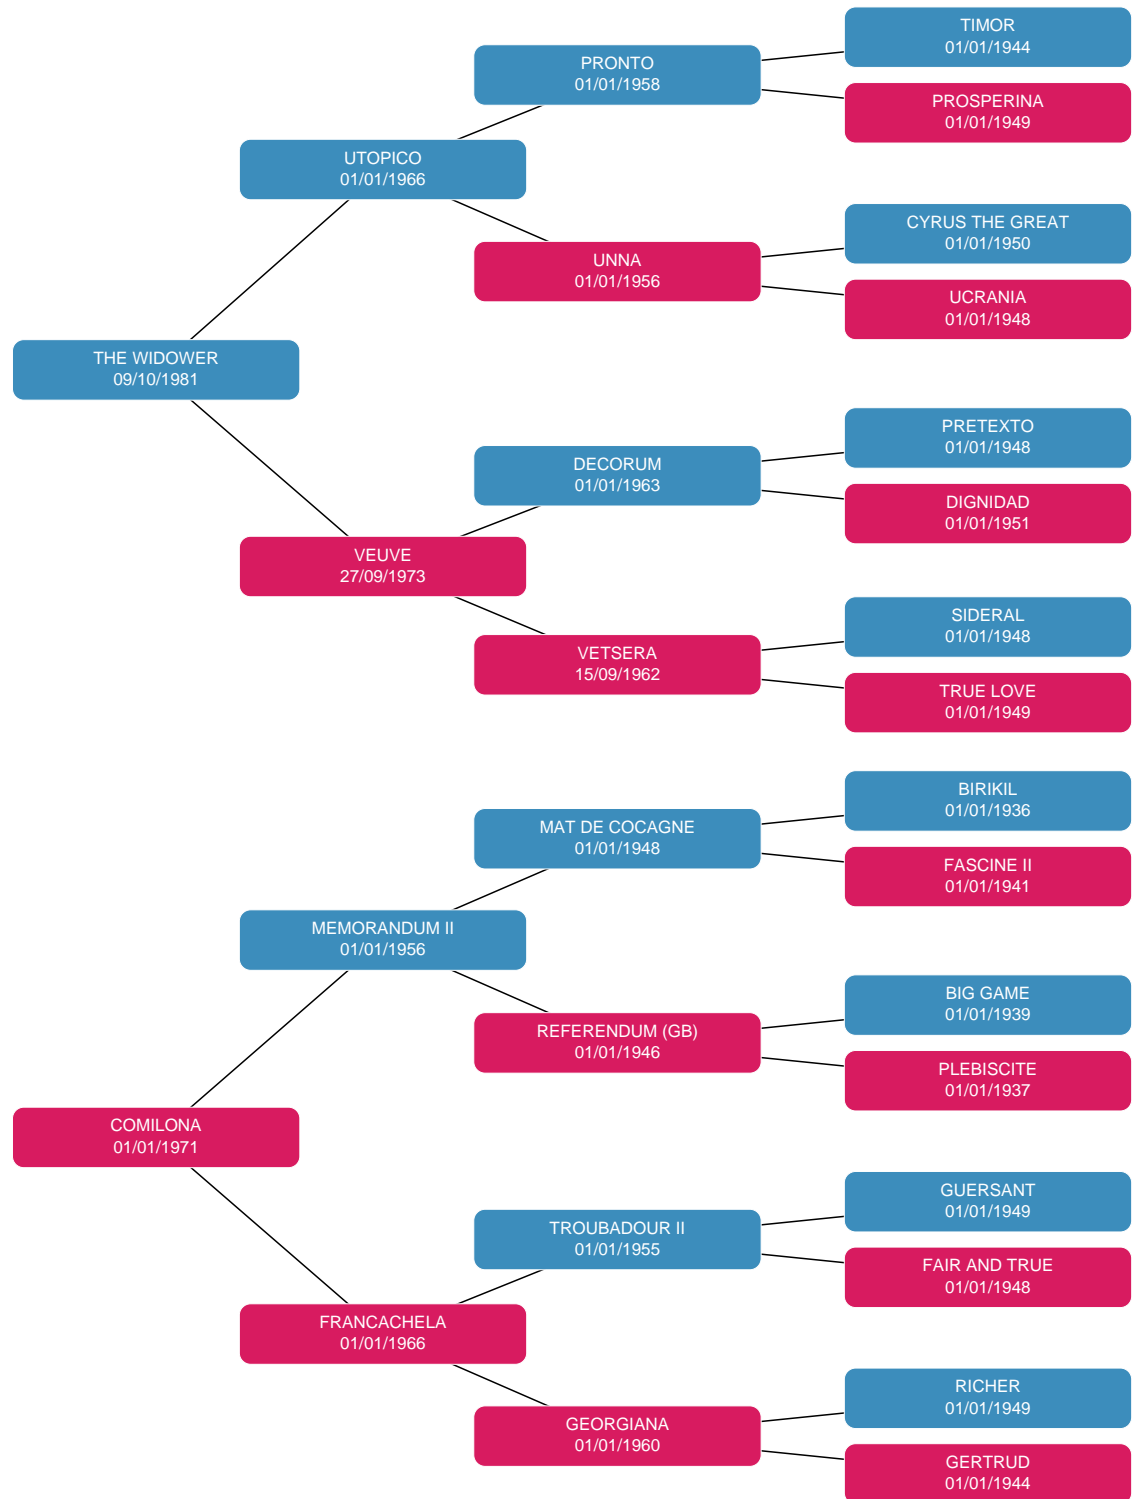 TIMOR
01/01/1944
PRONTO
01/01/1958
PROSPERINA
01/01/1949
UTOPICO
01/01/1966
CYRUS THE GREAT
01/01/1950
UNNA
01/01/1956
UCRANIA
01/01/1948
THE WIDOWER
09/10/1981
PRETEXTO
01/01/1948
DECORUM
01/01/1963
DIGNIDAD
01/01/1951
VEUVE
27/09/1973
SIDERAL
01/01/1948
VETSERA
15/09/1962
TRUE LOVE
01/01/1949
BIRIKIL
01/01/1936
MAT DE COCAGNE
01/01/1948
FASCINE II
01/01/1941
MEMORANDUM II
01/01/1956
BIG GAME
01/01/1939
REFERENDUM (GB)
01/01/1946
PLEBISCITE
01/01/1937
COMILONA
01/01/1971
GUERSANT
01/01/1949
TROUBADOUR II
01/01/1955
FAIR AND TRUE
01/01/1948
FRANCACHELA
01/01/1966
RICHER
01/01/1949
GEORGIANA
01/01/1960
GERTRUD
01/01/1944